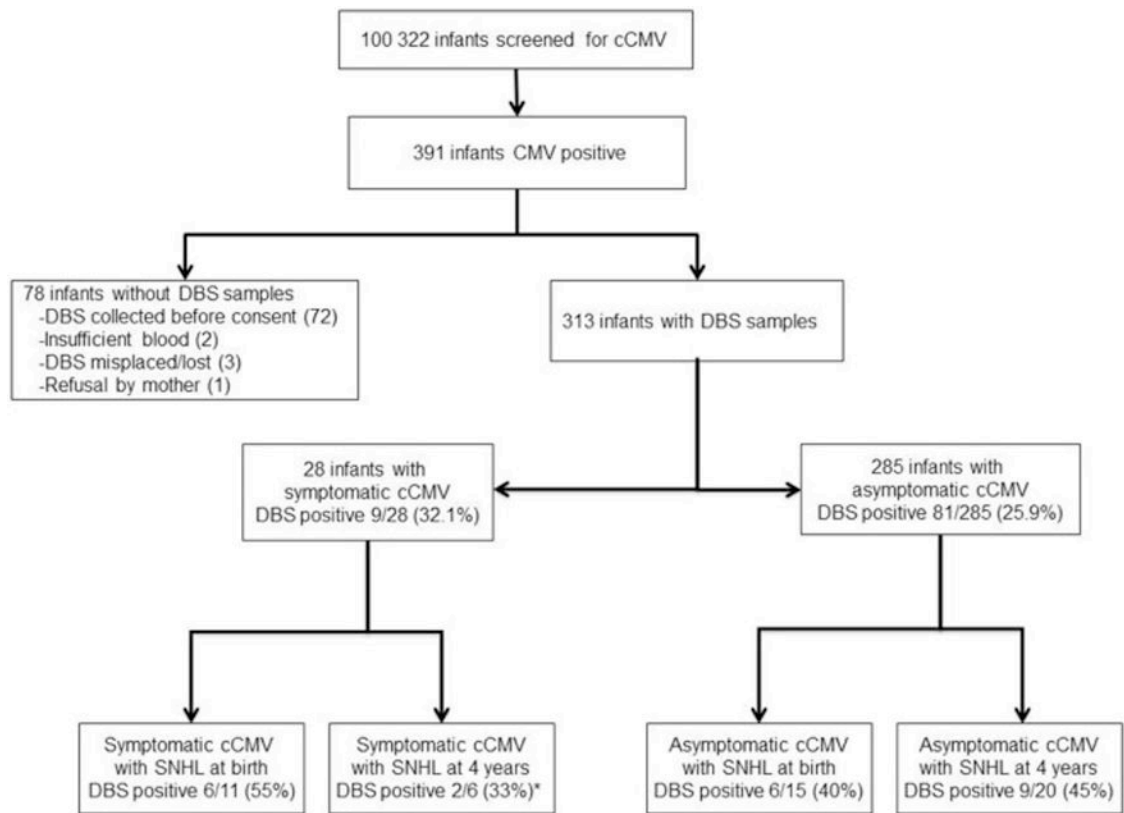 100 322 infants screened for cCMV
391 infants CMV positive
78 infants without DBS samples
-DBS collected before consent (72)
-Insufficient blood (2)
-DBS misplaced/lost (3)
-Refusal by mother (1)
313 infants with DBS samples
28 infants with
symptomatic cCMV
DBS positive 9/28 (32.1%)
285 infants with
asymptomatic cCMV
DBS positive 81/285 (25.9%)
Symptomatic cCMV
with SNHL at birth
DBS positive 6/11 (55%)
Symptomatic cCMV
with SNHL at 4 years
DBS positive 2/6 (33%)*
Asymptomatic cCMV
with SNHL at birth
DBS positive 6/15 (40%)
Asymptomatic cCMV
with SNHL at 4 years
DBS positive 9/20 (45%)